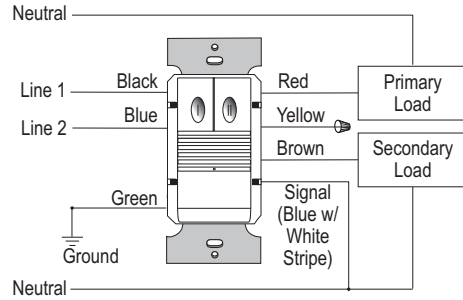 Neutral
Line 1
Black
Red
Primary
Load
Line 2
Blue
I
II
Yellow
Brown
Secondary
Load
Green
Signal
(Blue w/
White
Stripe)
Ground
Neutral